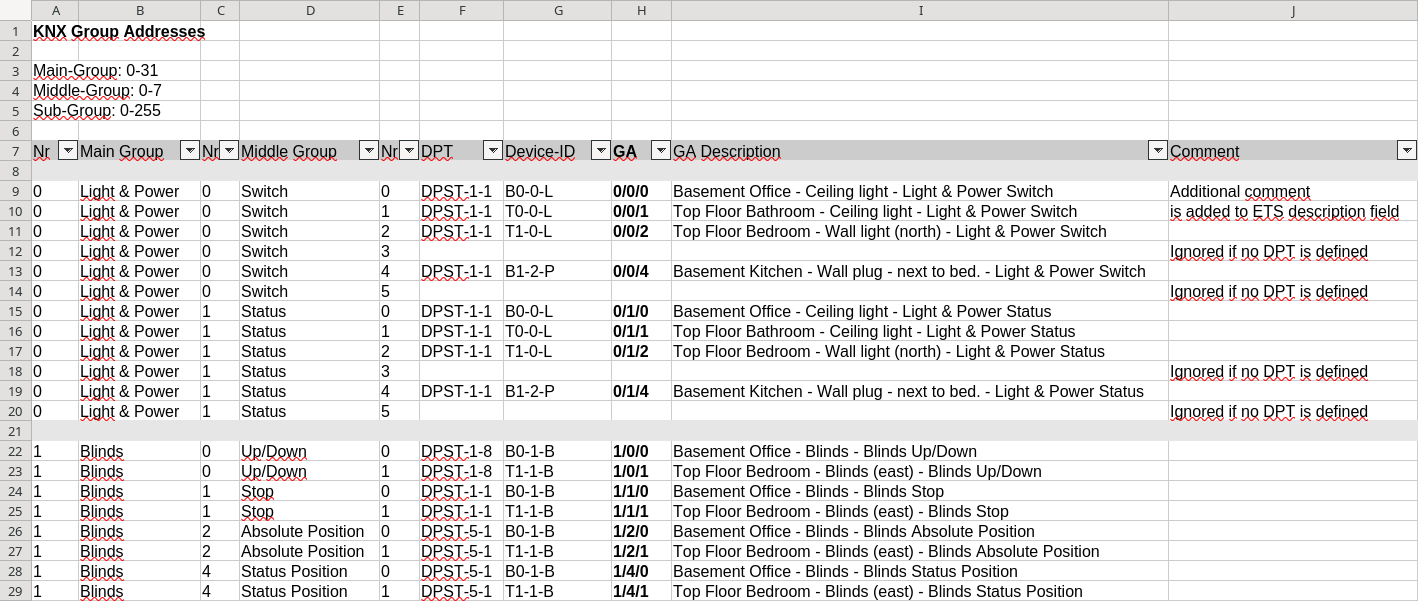 A B C D E F G H I J
1 KNX Group Addresses
2
3 Main-Group: 0-31
4 Middle-Group: 0-7
5 Sub-Group: 0-255
6
7 Nr Main Group Nr Middle Group Nr DPT Device-ID GA GA Description Comment
8
9 0 Light & Power 0 Switch 0 DPST-1-1 B0-0-L 0/0/0 Basement Office - Ceiling light - Light & Power Switch Additional comment
10 0 Light & Power 0 Switch 1 DPST-1-1 T0-0-L 0/0/1 Top Floor Bathroom - Ceiling light - Light & Power Switch is added to ETS description field
11 0 Light & Power 0 Switch 2 DPST-1-1 T1-0-L 0/0/2 Top Floor Bedroom - Wall light (north) - Light & Power Switch
12 0 Light & Power 0 Switch 3 Ignored if no DPT is defined
13 0 Light & Power 0 Switch 4 DPST-1-1 B1-2-P 0/0/4 Basement Kitchen - Wall plug - next to bed. - Light & Power Switch
14 0 Light & Power 0 Switch 5 Ignored if no DPT is defined
15 0 Light & Power 1 Status 0 DPST-1-1 B0-0-L 0/1/0 Basement Office - Ceiling light - Light & Power Status
16 0 Light & Power 1 Status 1 DPST-1-1 T0-0-L 0/1/1 Top Floor Bathroom - Ceiling light - Light & Power Status
17 0 Light & Power 1 Status 2 DPST-1-1 T1-0-L 0/1/2 Top Floor Bedroom - Wall light (north) - Light & Power Status
18 0 Light & Power 1 Status 3 Ignored if no DPT is defined
19 0 Light & Power 1 Status 4 DPST-1-1 B1-2-P 0/1/4 Basement Kitchen - Wall plug - next to bed. - Light & Power Status
20 0 Light & Power 1 Status 5 Ignored if no DPT is defined
21
22 1 Blinds 0 Up/Down 0 DPST-1-8 B0-1-B 1/0/0 Basement Office - Blinds - Blinds Up/Down
23 1 Blinds 0 Up/Down 1 DPST-1-8 T1-1-B 1/0/1 Top Floor Bedroom - Blinds (east) - Blinds Up/Down
24 1 Blinds 1 Stop 0 DPST-1-1 B0-1-B 1/1/0 Basement Office - Blinds - Blinds Stop
25 1 Blinds 1 Stop 1 DPST-1-1 T1-1-B 1/1/1 Top Floor Bedroom - Blinds (east) - Blinds Stop
26 1 Blinds 2 Absolute Position 0 DPST-5-1 B0-1-B 1/2/0 Basement Office - Blinds - Blinds Absolute Position
27 1 Blinds 2 Absolute Position 1 DPST-5-1 T1-1-B 1/2/1 Top Floor Bedroom - Blinds (east) - Blinds Absolute Position
28 1 Blinds 4 Status Position 0 DPST-5-1 B0-1-B 1/4/0 Basement Office - Blinds - Blinds Status Position
29 1 Blinds 4 Status Position 1 DPST-5-1 T1-1-B 1/4/1 Top Floor Bedroom - Blinds (east) - Blinds Status Position